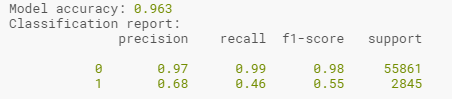 Model accuracy: 0.963
Classification report:
precision recall f1-score support
0 0.97 0.99 0.98 55861
1 0.68 0.46 0.55 2845